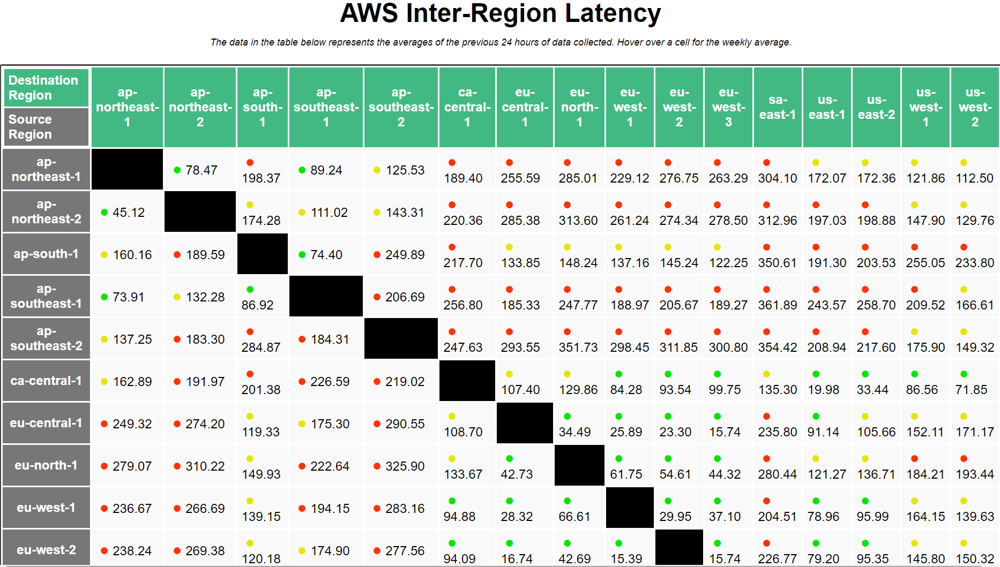 AWS Inter-Region Latency
The data in the table below represents the averages of the previous 24 hours of data collected. Hover over a cell for the weekly average.
Destination Region
Source Region
ap-northeast-1 ap-northeast-2 ap-south-1 ap-southeast-1 ap-southeast-2 ca-central-1 eu-central-1 eu-north-1 eu-west-1 eu-west-2 eu-west-3 sa-east-1 us-east-1 us-east-2 us-west-1 us-west-2
ap-northeast-1 78.47 198.37 89.24 125.53 189.40 255.59 285.01 229.12 276.75 263.29 304.10 172.07 172.36 121.86 112.50
ap-northeast-2 45.12 174.28 111.02 143.31 220.36 285.38 313.60 261.24 274.34 278.50 312.96 197.03 198.88 147.90 129.76
ap-south-1 160.16 189.59 74.40 249.89 217.70 133.85 148.24 137.16 145.24 122.25 350.61 191.30 203.53 255.05 233.80
ap-southeast-1 73.91 132.28 86.92 206.69 256.80 185.33 247.77 188.97 205.67 189.27 361.89 243.57 258.70 209.52 166.61
ap-southeast-2 137.25 183.30 284.87 184.31 247.63 293.55 351.73 298.45 311.85 300.80 354.42 208.94 217.60 175.90 149.32
ca-central-1 162.89 191.97 201.38 226.59 219.02 107.40 129.86 84.28 93.54 99.75 135.30 19.98 33.44 86.56 71.85
eu-central-1 249.32 274.20 119.33 175.30 290.55 108.70 34.49 25.89 23.30 15.74 235.80 91.14 105.66 152.11 171.17
eu-north-1 279.07 310.22 149.93 222.64 325.90 133.67 42.73 61.75 54.61 44.32 280.44 121.27 136.71 184.21 193.44
eu-west-1 236.67 266.69 139.15 194.15 283.16 94.88 28.32 66.61 29.95 37.10 204.51 78.96 95.99 164.15 139.63
eu-west-2 238.24 269.38 120.18 174.90 277.56 94.09 16.74 42.69 15.39 15.74 226.77 79.20 95.35 145.80 150.32